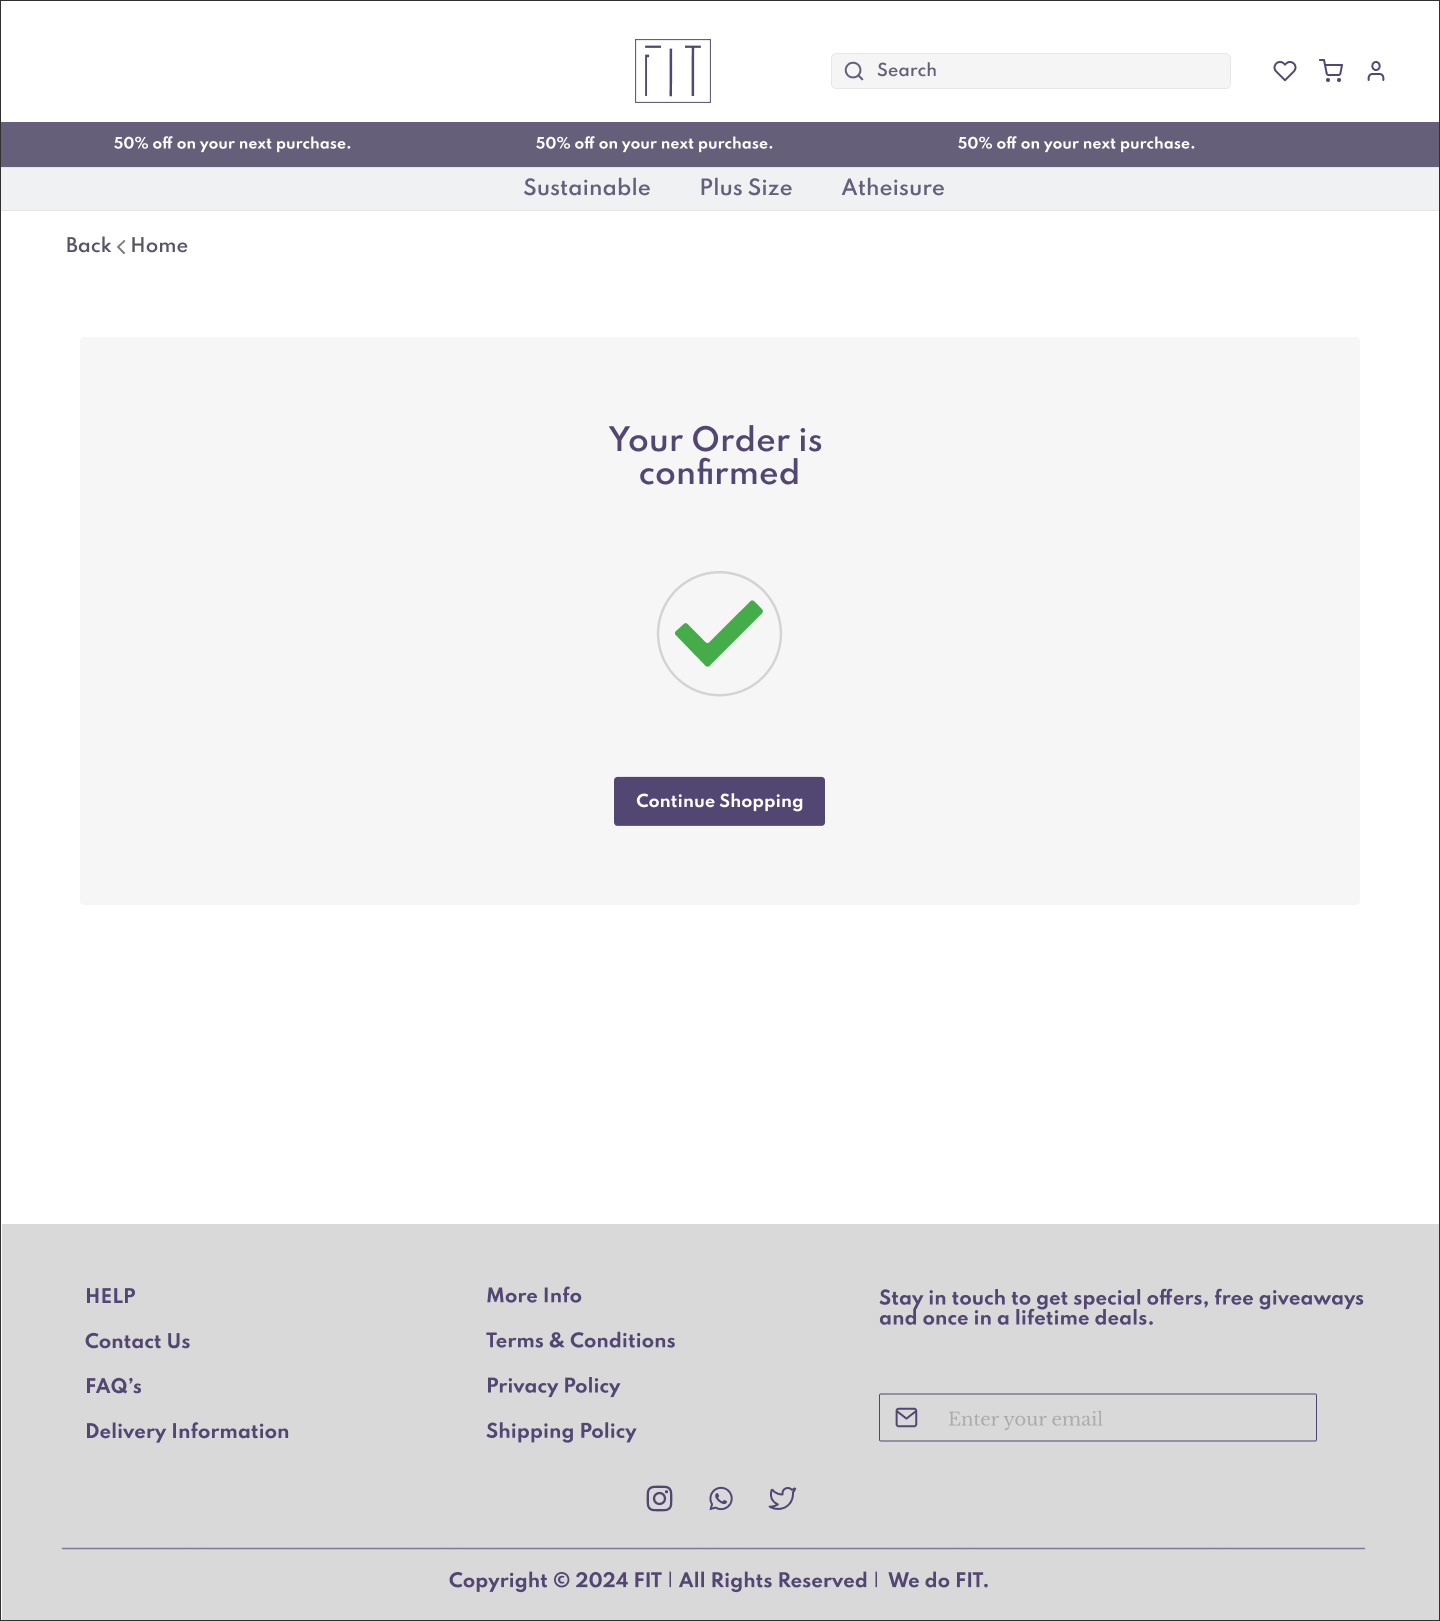 FIT
Search
50% off on your next purchase.
50% off on your next purchase.
50% off on your next purchase.
Sustainable
Plus Size
Atheisure
Back
Home
Your Order is
confirmed
Continue Shopping
HELP
Contact Us
FAQ’s
Delivery Information
More Info
Terms & Conditions
Privacy Policy
Shipping Policy
Stay in touch to get special offers, free giveaways
and once in a lifetime deals.
Enter your email
Copyright © 2024 FIT | All Rights Reserved | We do FIT.